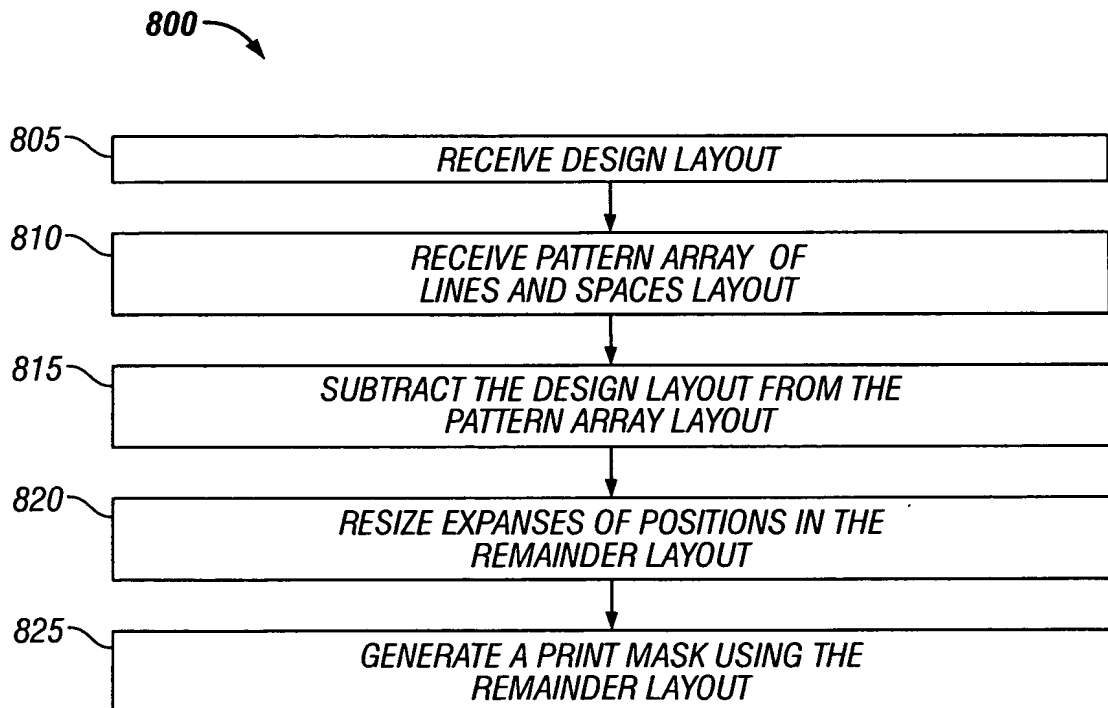 800
805
RECEIVE DESIGN LAYOUT
810
RECEIVE PATTERN ARRAY OF
LINES AND SPACES LAYOUT
815
SUBTRACT THE DESIGN LAYOUT FROM THE
PATTERN ARRAY LAYOUT
820
RESIZE EXPANSES OF POSITIONS IN THE
REMAINDER LAYOUT
825
GENERATE A PRINT MASK USING THE
REMAINDER LAYOUT